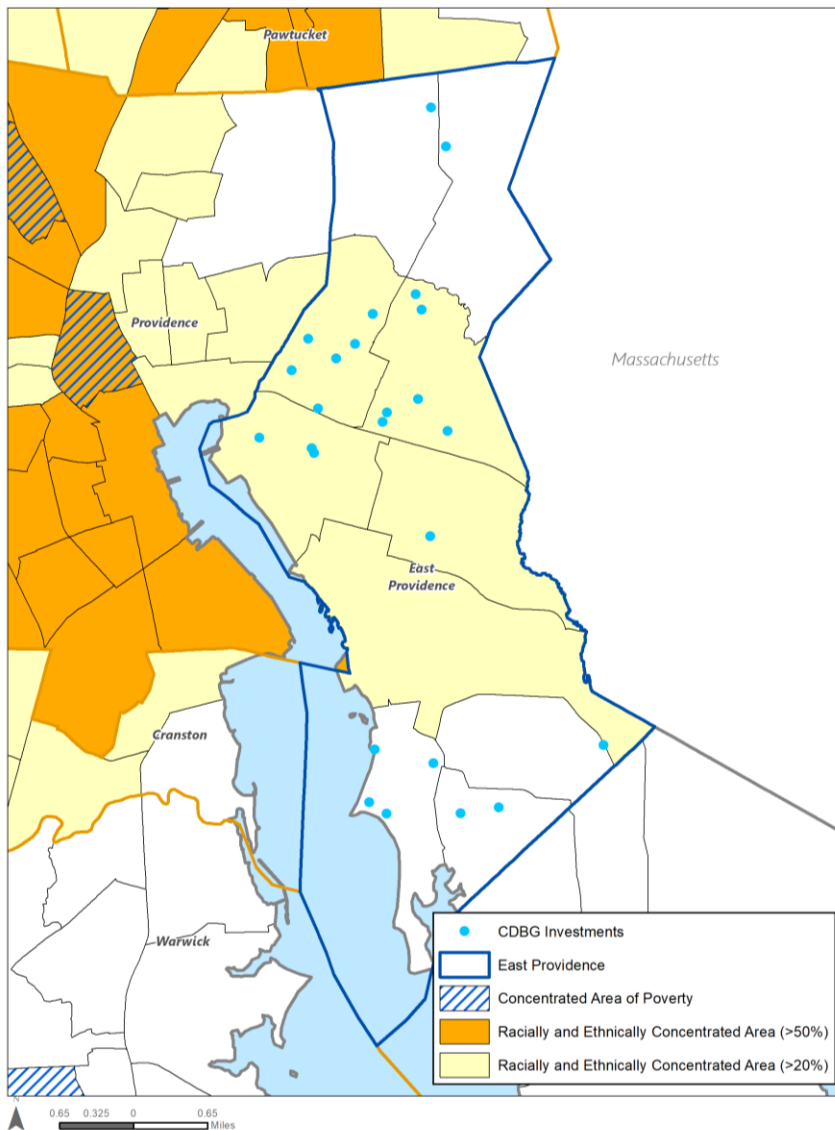 Pawtucket
Providence
Massachusetts
East
Providence
Cranston
Warwick
CDBG Investments
East Providence
Concentrated Area of Poverty
Racially and Ethnically Concentrated Area (>50%)
Racially and Ethnically Concentrated Area (>20%)
N
0.65 0.325 0 0.65
Miles